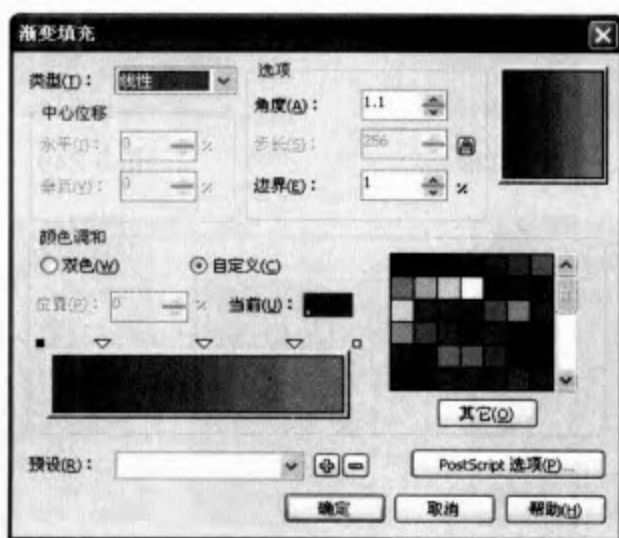 渐变填充
类型(T)： 线性
选项
中心位移
角度(A)： 1.1
水平(I)： 0 %
步长(S)： 256
垂直(V)： 0 %
边界(E)： 1 %
颜色调和
双色(W) 自定义(C)
位置(P)： 0 % 当前(U)：
其它(O)
预设(R)： PostScript 选项(P)...
确定 取消 帮助(H)